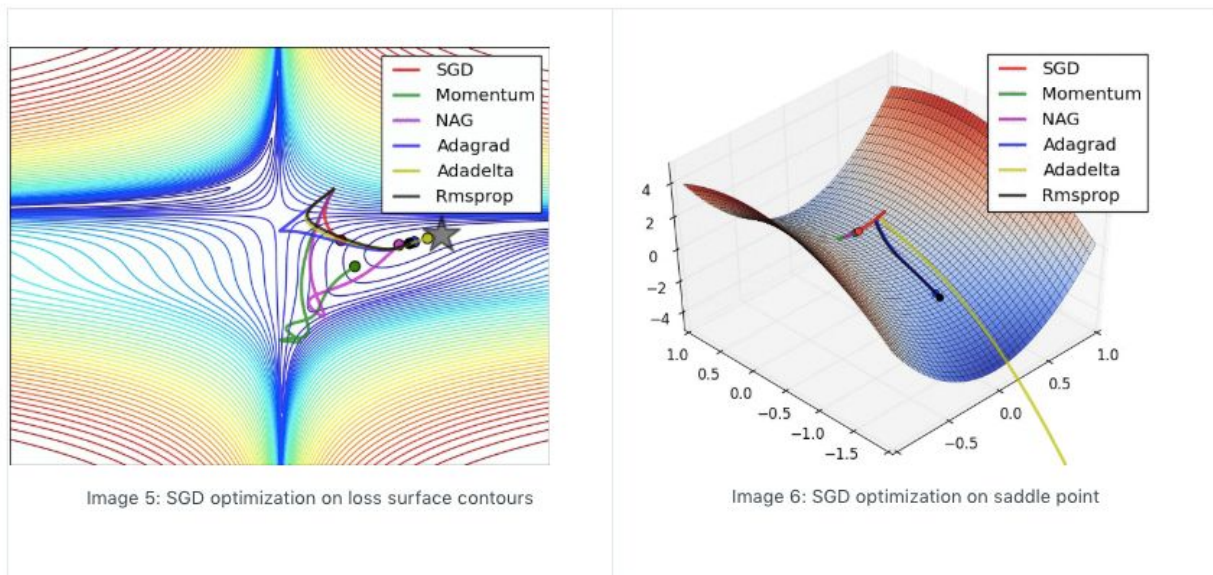 SGD
Momentum
NAG
Adagrad
Adadelta
Rmsprop
Image 5: SGD optimization on loss surface contours
SGD
Momentum
NAG
Adagrad
Adadelta
Rmsprop
4
2
0
−2
−4
1.0
0.5
0.0
−0.5
−1.0
−1.5
−0.5
0.0
0.5
1.0
Image 6: SGD optimization on saddle point